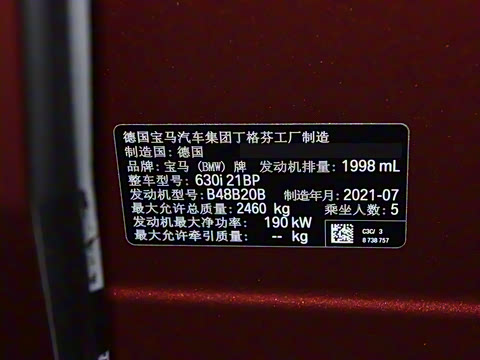 德国宝马汽车集团丁格芬工厂制造
制造国: 德国
品牌: 宝马 (BMW) 牌 发动机排量: 1998 mL
整车型号: 630i 21BP
发动机型号: B48B20B 制造年月: 2021-07
最大允许总质量: 2460 kg 乘坐人数: 5
发动机最大净功率: 190 kW
最大允许牵引质量: -- kg
C3C/ 3
8 738 757